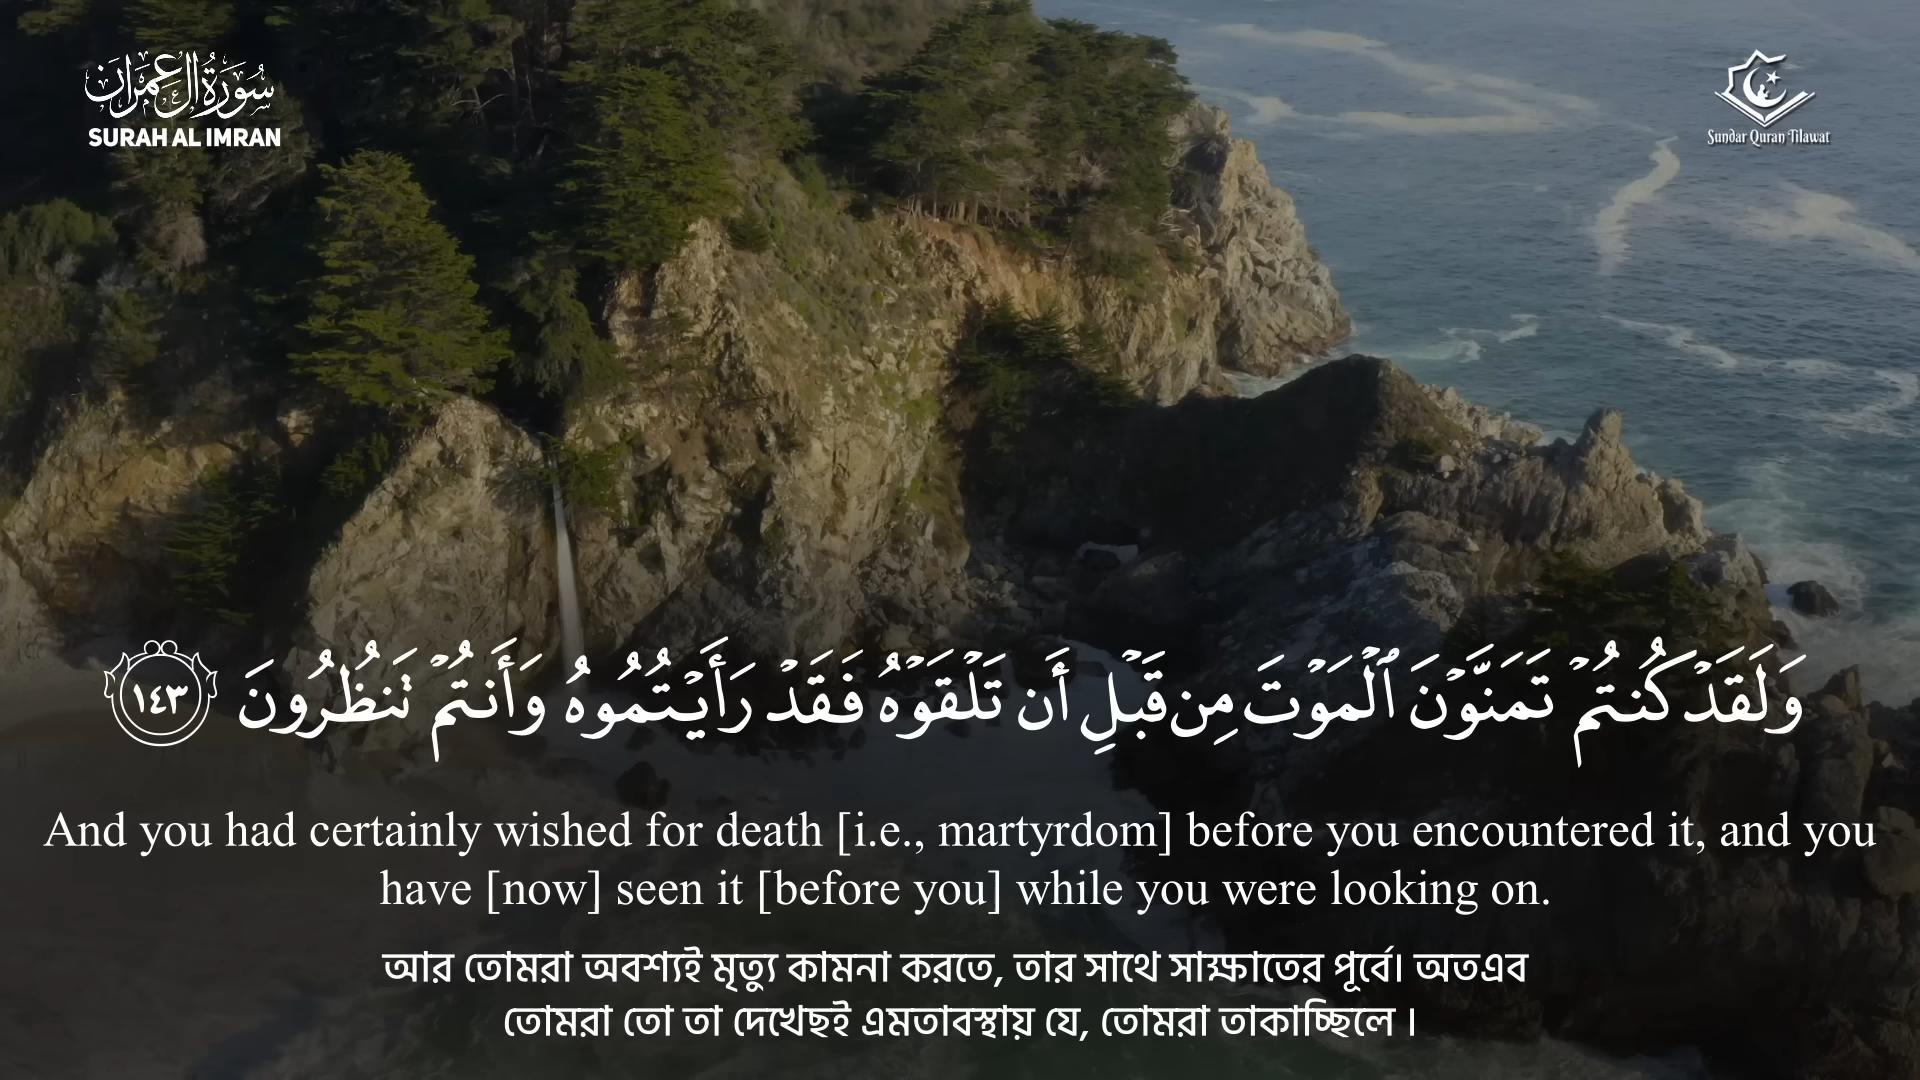 سُورَةُ الۤعِمۡرَان
SURAH AL IMRAN
Sundar Quran Tilawat
وَلَقَدۡ كُنتُمۡ تَمَنَّوۡنَ ٱلۡمَوۡتَ مِن قَبۡلِ أَن تَلۡقَوۡهُ فَقَدۡ رَأَيۡتُمُوهُ وَأَنتُمۡ تَنظُرُونَ ١٤٣
And you had certainly wished for death [i.e., martyrdom] before you encountered it, and you
have [now] seen it [before you] while you were looking on.
আর তোমরা অবশ্যই মৃত্যু কামনা করতে, তার সাথে সাক্ষাতের পূর্বে। অতএব
তোমরা তো তা দেখেছই এমতাবস্থায় যে, তোমরা তাকাচ্ছিলে ।